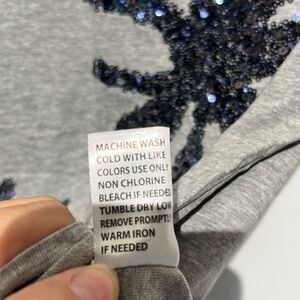 MACHINE WASH
COLD WITH LIKE
COLORS USE ONLY
NON CHLORINE
BLEACH IF NEEDED
TUMBLE DRY LOW
REMOVE PROMPTLY
WARM IRON
IF NEEDED